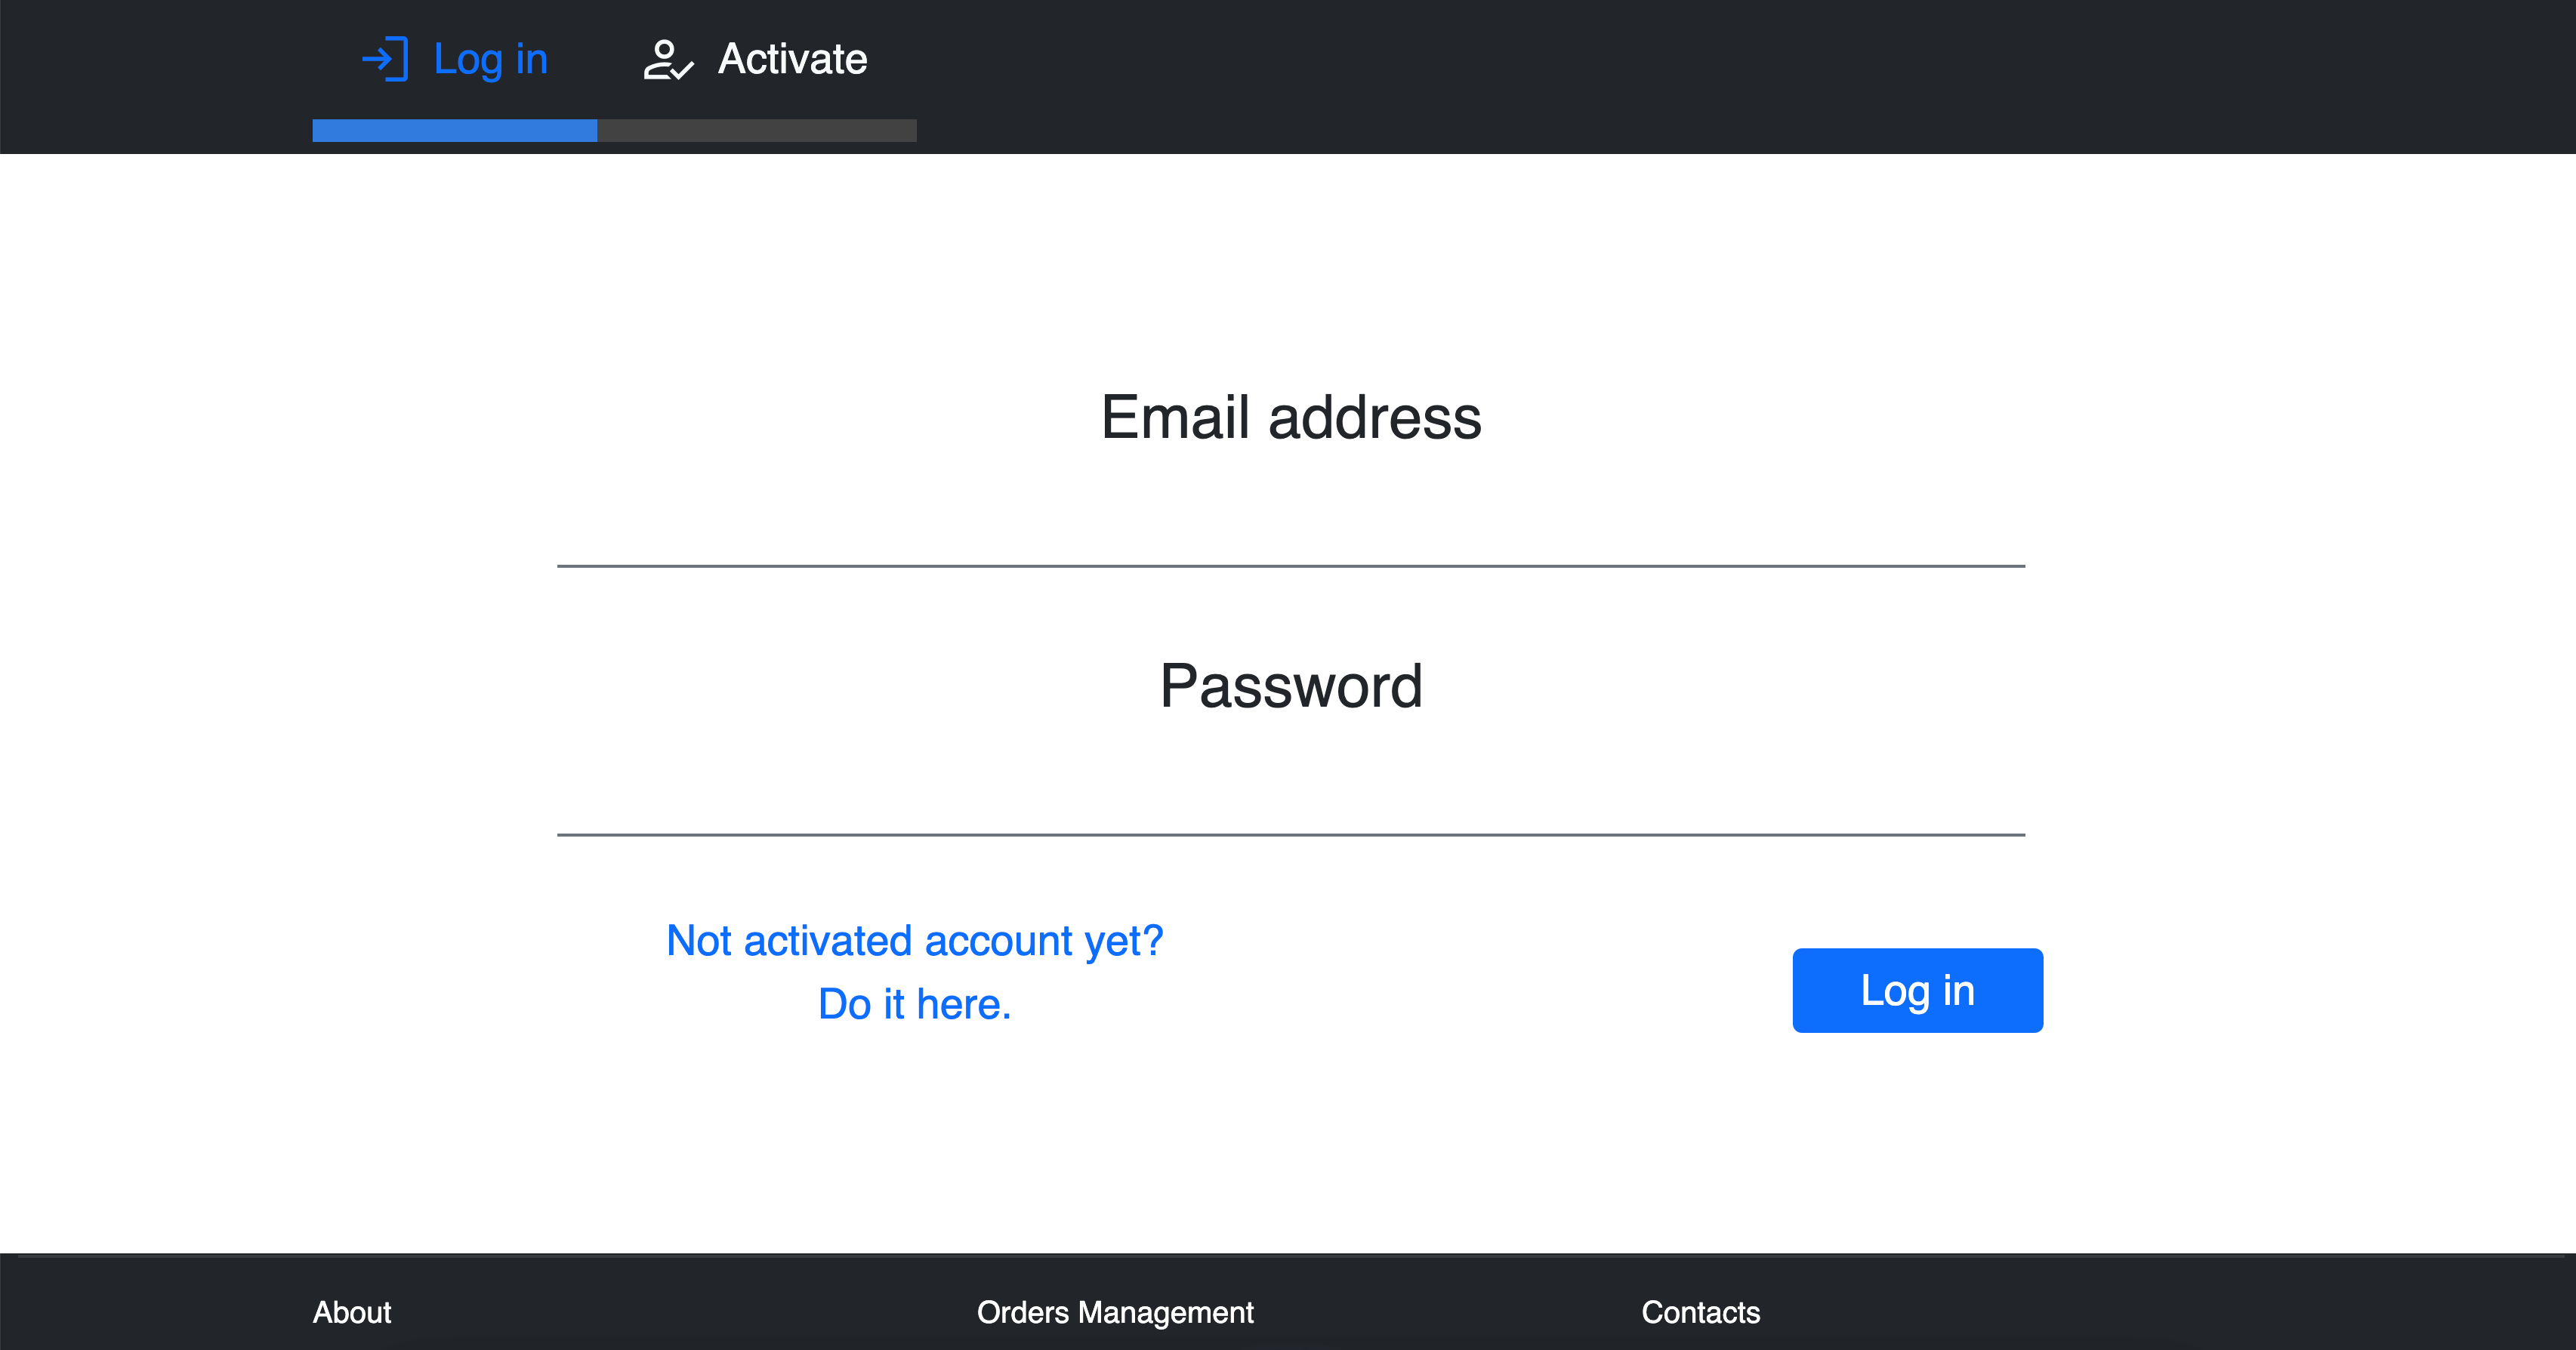 Log in Activate
Email address
Password
Not activated account yet?
Do it here.
Log in
About Orders Management Contacts